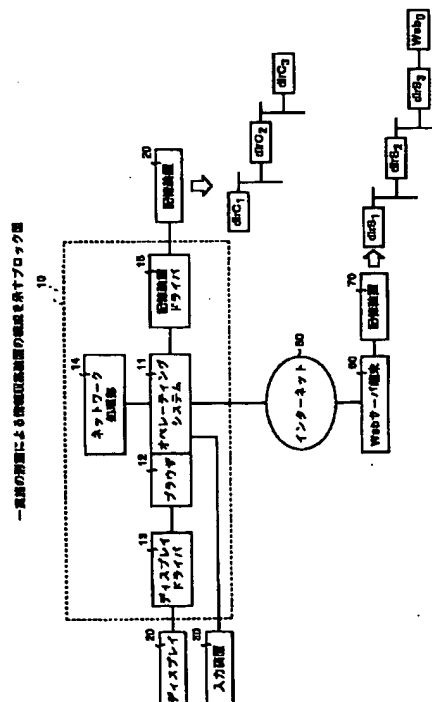 一実施の形態による情報収集装置の構成を示すブロック図
10
14
ネットワーク
処理部
20
ディスプレイ
13
ディスプレイ
ドライバ
12
ブラウザ
11
オペレーティング
システム
15
記憶装置
ドライバ
20
記憶装置
30
入力装置
dirC1
dirC2
dirC3
インターネット
50
60
Webサーバ端末
70
記憶装置
dirS1
dirS2
dirS3
Web0